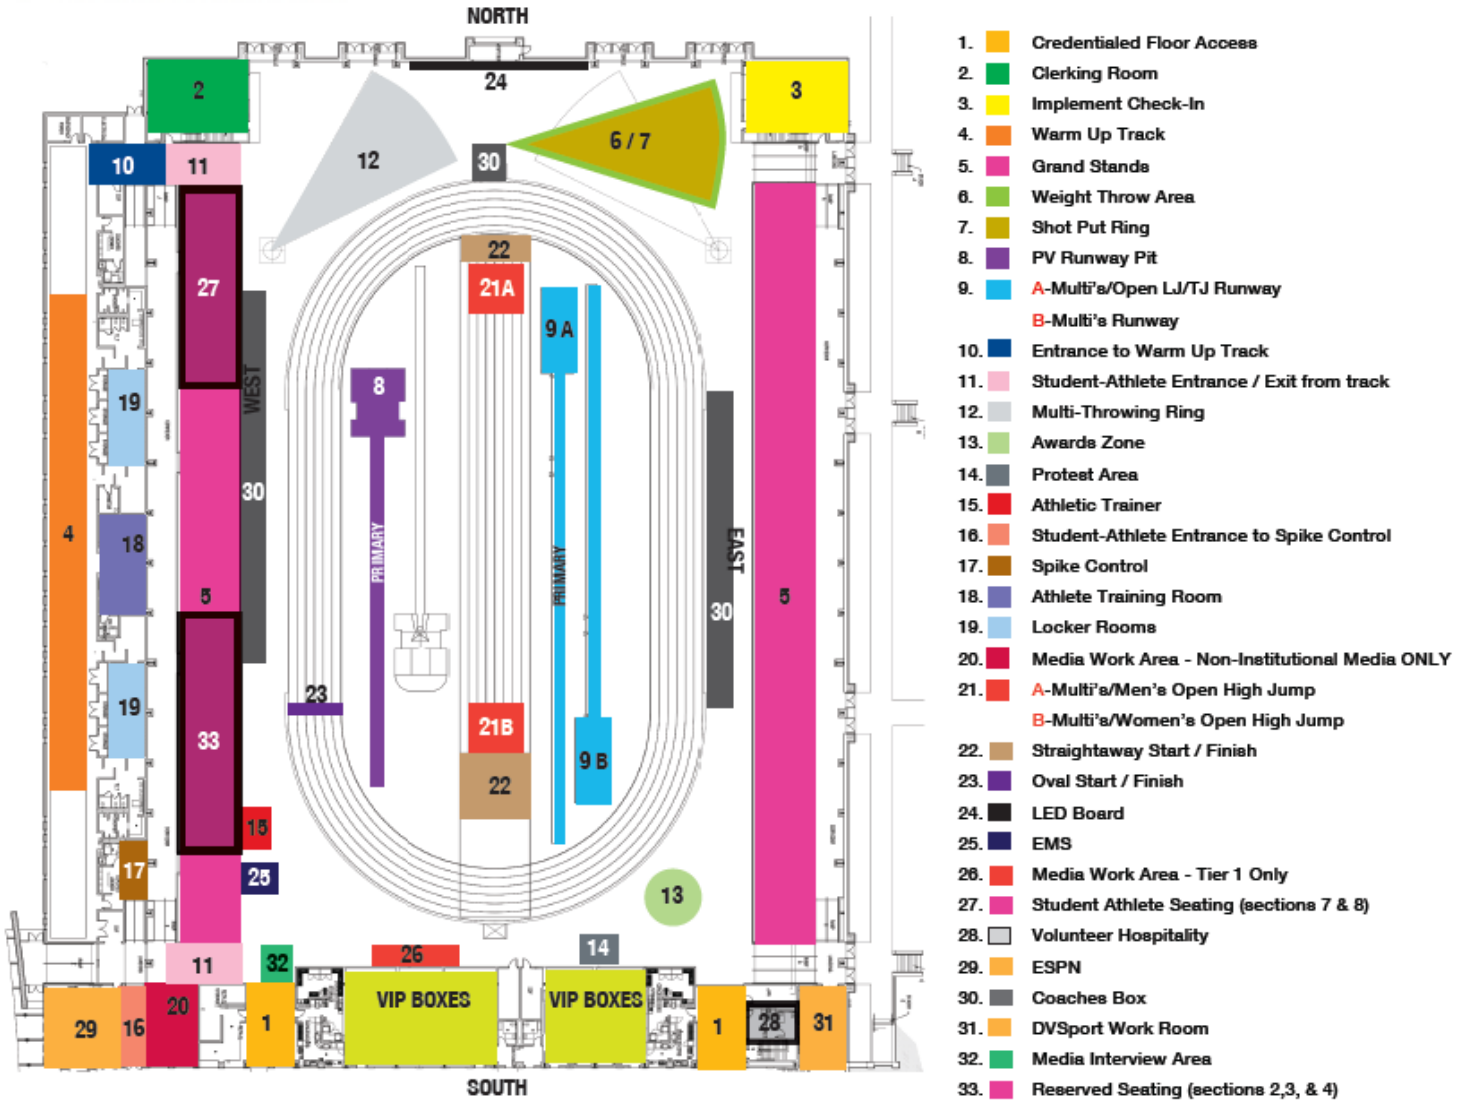 NORTH
24
2
3
12
6 / 7
30
10
11
22
21A
27
9 A
8
19
WEST
30
4
18
PRIMARY
PRIMARY
EAST
5
5
30
23
19
33
21B
9 B
22
15
17
25
13
11
32
26
14
29
16
20
1
VIP BOXES
VIP BOXES
1
28
31
SOUTH
1. Credentialed Floor Access
2. Clerking Room
3. Implement Check-In
4. Warm Up Track
5. Grand Stands
6. Weight Throw Area
7. Shot Put Ring
8. PV Runway Pit
9. A-Multi's/Open LJ/TJ Runway
B-Multi's Runway
10. Entrance to Warm Up Track
11. Student-Athlete Entrance / Exit from track
12. Multi-Throwing Ring
13. Awards Zone
14. Protest Area
15. Athletic Trainer
16. Student-Athlete Entrance to Spike Control
17. Spike Control
18. Athlete Training Room
19. Locker Rooms
20. Media Work Area - Non-Institutional Media ONLY
21. A-Multi's/Men's Open High Jump
B-Multi's/Women's Open High Jump
22. Straightaway Start / Finish
23. Oval Start / Finish
24. LED Board
25. EMS
26. Media Work Area - Tier 1 Only
27. Student Athlete Seating (sections 7 & 8)
28. Volunteer Hospitality
29. ESPN
30. Coaches Box
31. DVSport Work Room
32. Media Interview Area
33. Reserved Seating (sections 2,3, & 4)